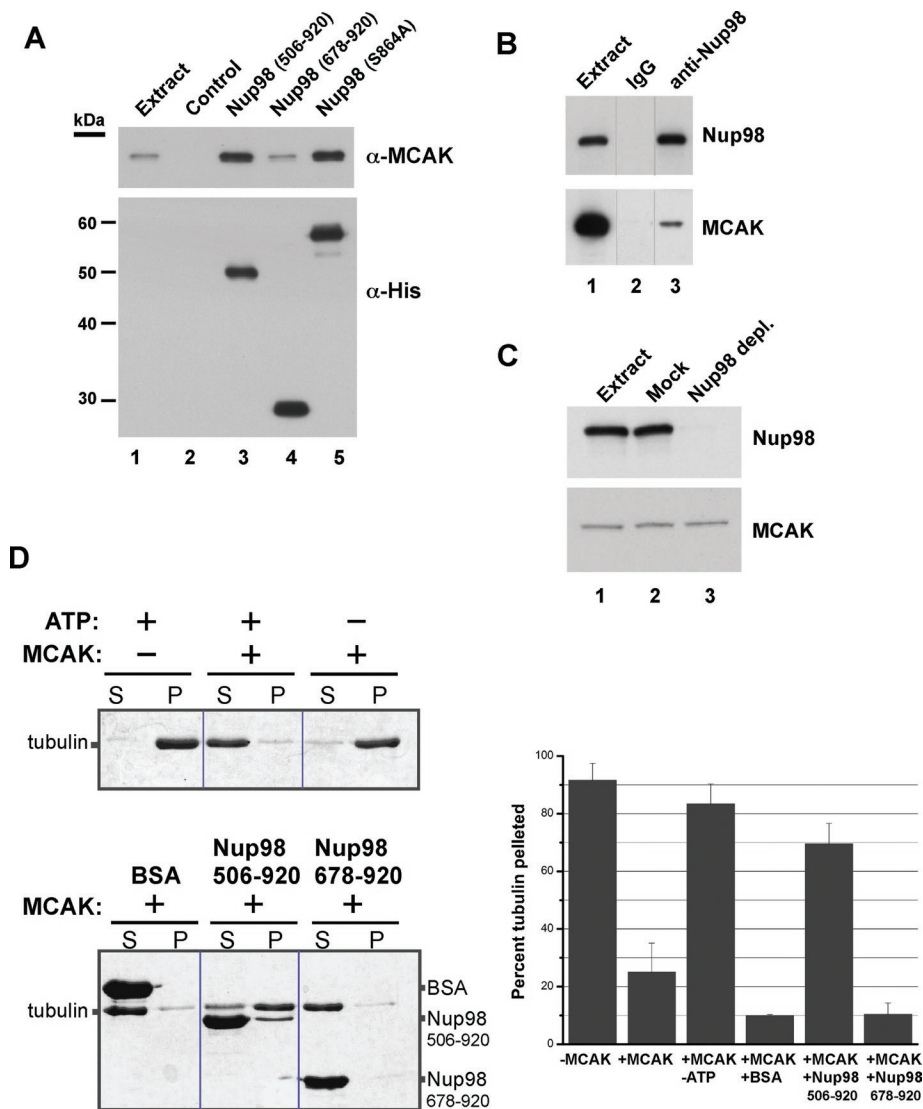 A
Extract
Control
Nup98 (506-920)
Nup98 (678-920)
Nup98 (S864A)
kDa
α-MCAK
60
50
40
30
α-His
1 2 3 4 5
B
Extract
IgG
anti-Nup98
Nup98
MCAK
1 2 3
C
Extract
Mock
Nup98 depl.
Nup98
MCAK
1 2 3
D
ATP: + + −
MCAK: − + +
S P S P S P
tubulin
BSA
Nup98 506-920
Nup98 678-920
MCAK: + + +
S P S P S P
tubulin
BSA
Nup98
506-920
Nup98
678-920
Percent tubulin pelleted
100
80
60
40
20
10
0
-MCAK
+MCAK
+MCAK
-ATP
+MCAK
+BSA
+MCAK
+Nup98
506-920
+MCAK
+Nup98
678-920